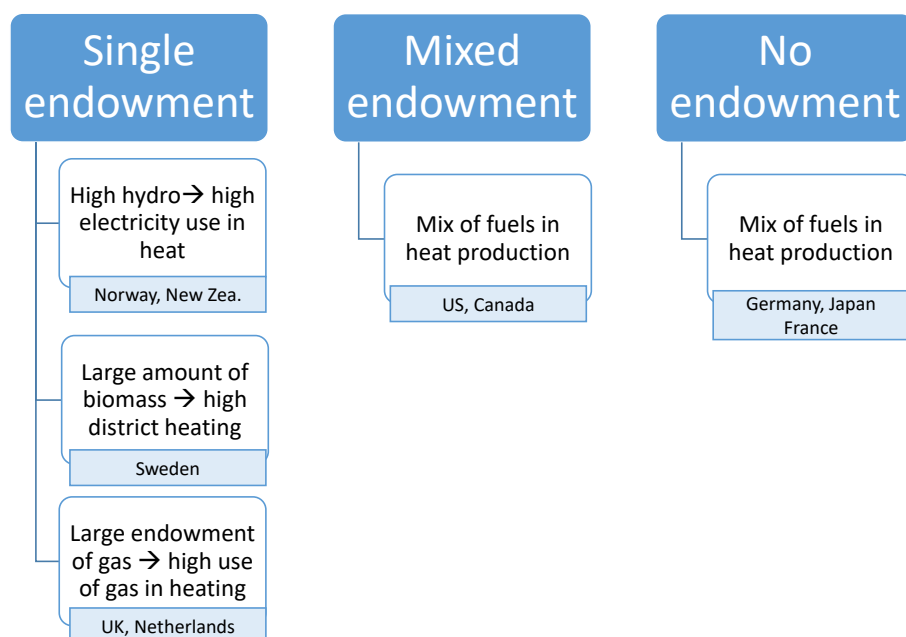 Single
endowment
High hydro→ high
electricity use in
heat
Norway, New Zea.
Large amount of
biomass → high
district heating
Sweden
Large endowment
of gas → high use
of gas in heating
UK, Netherlands
Mixed
endowment
Mix of fuels in
heat production
US, Canada
No
endowment
Mix of fuels in
heat production
Germany, Japan
France